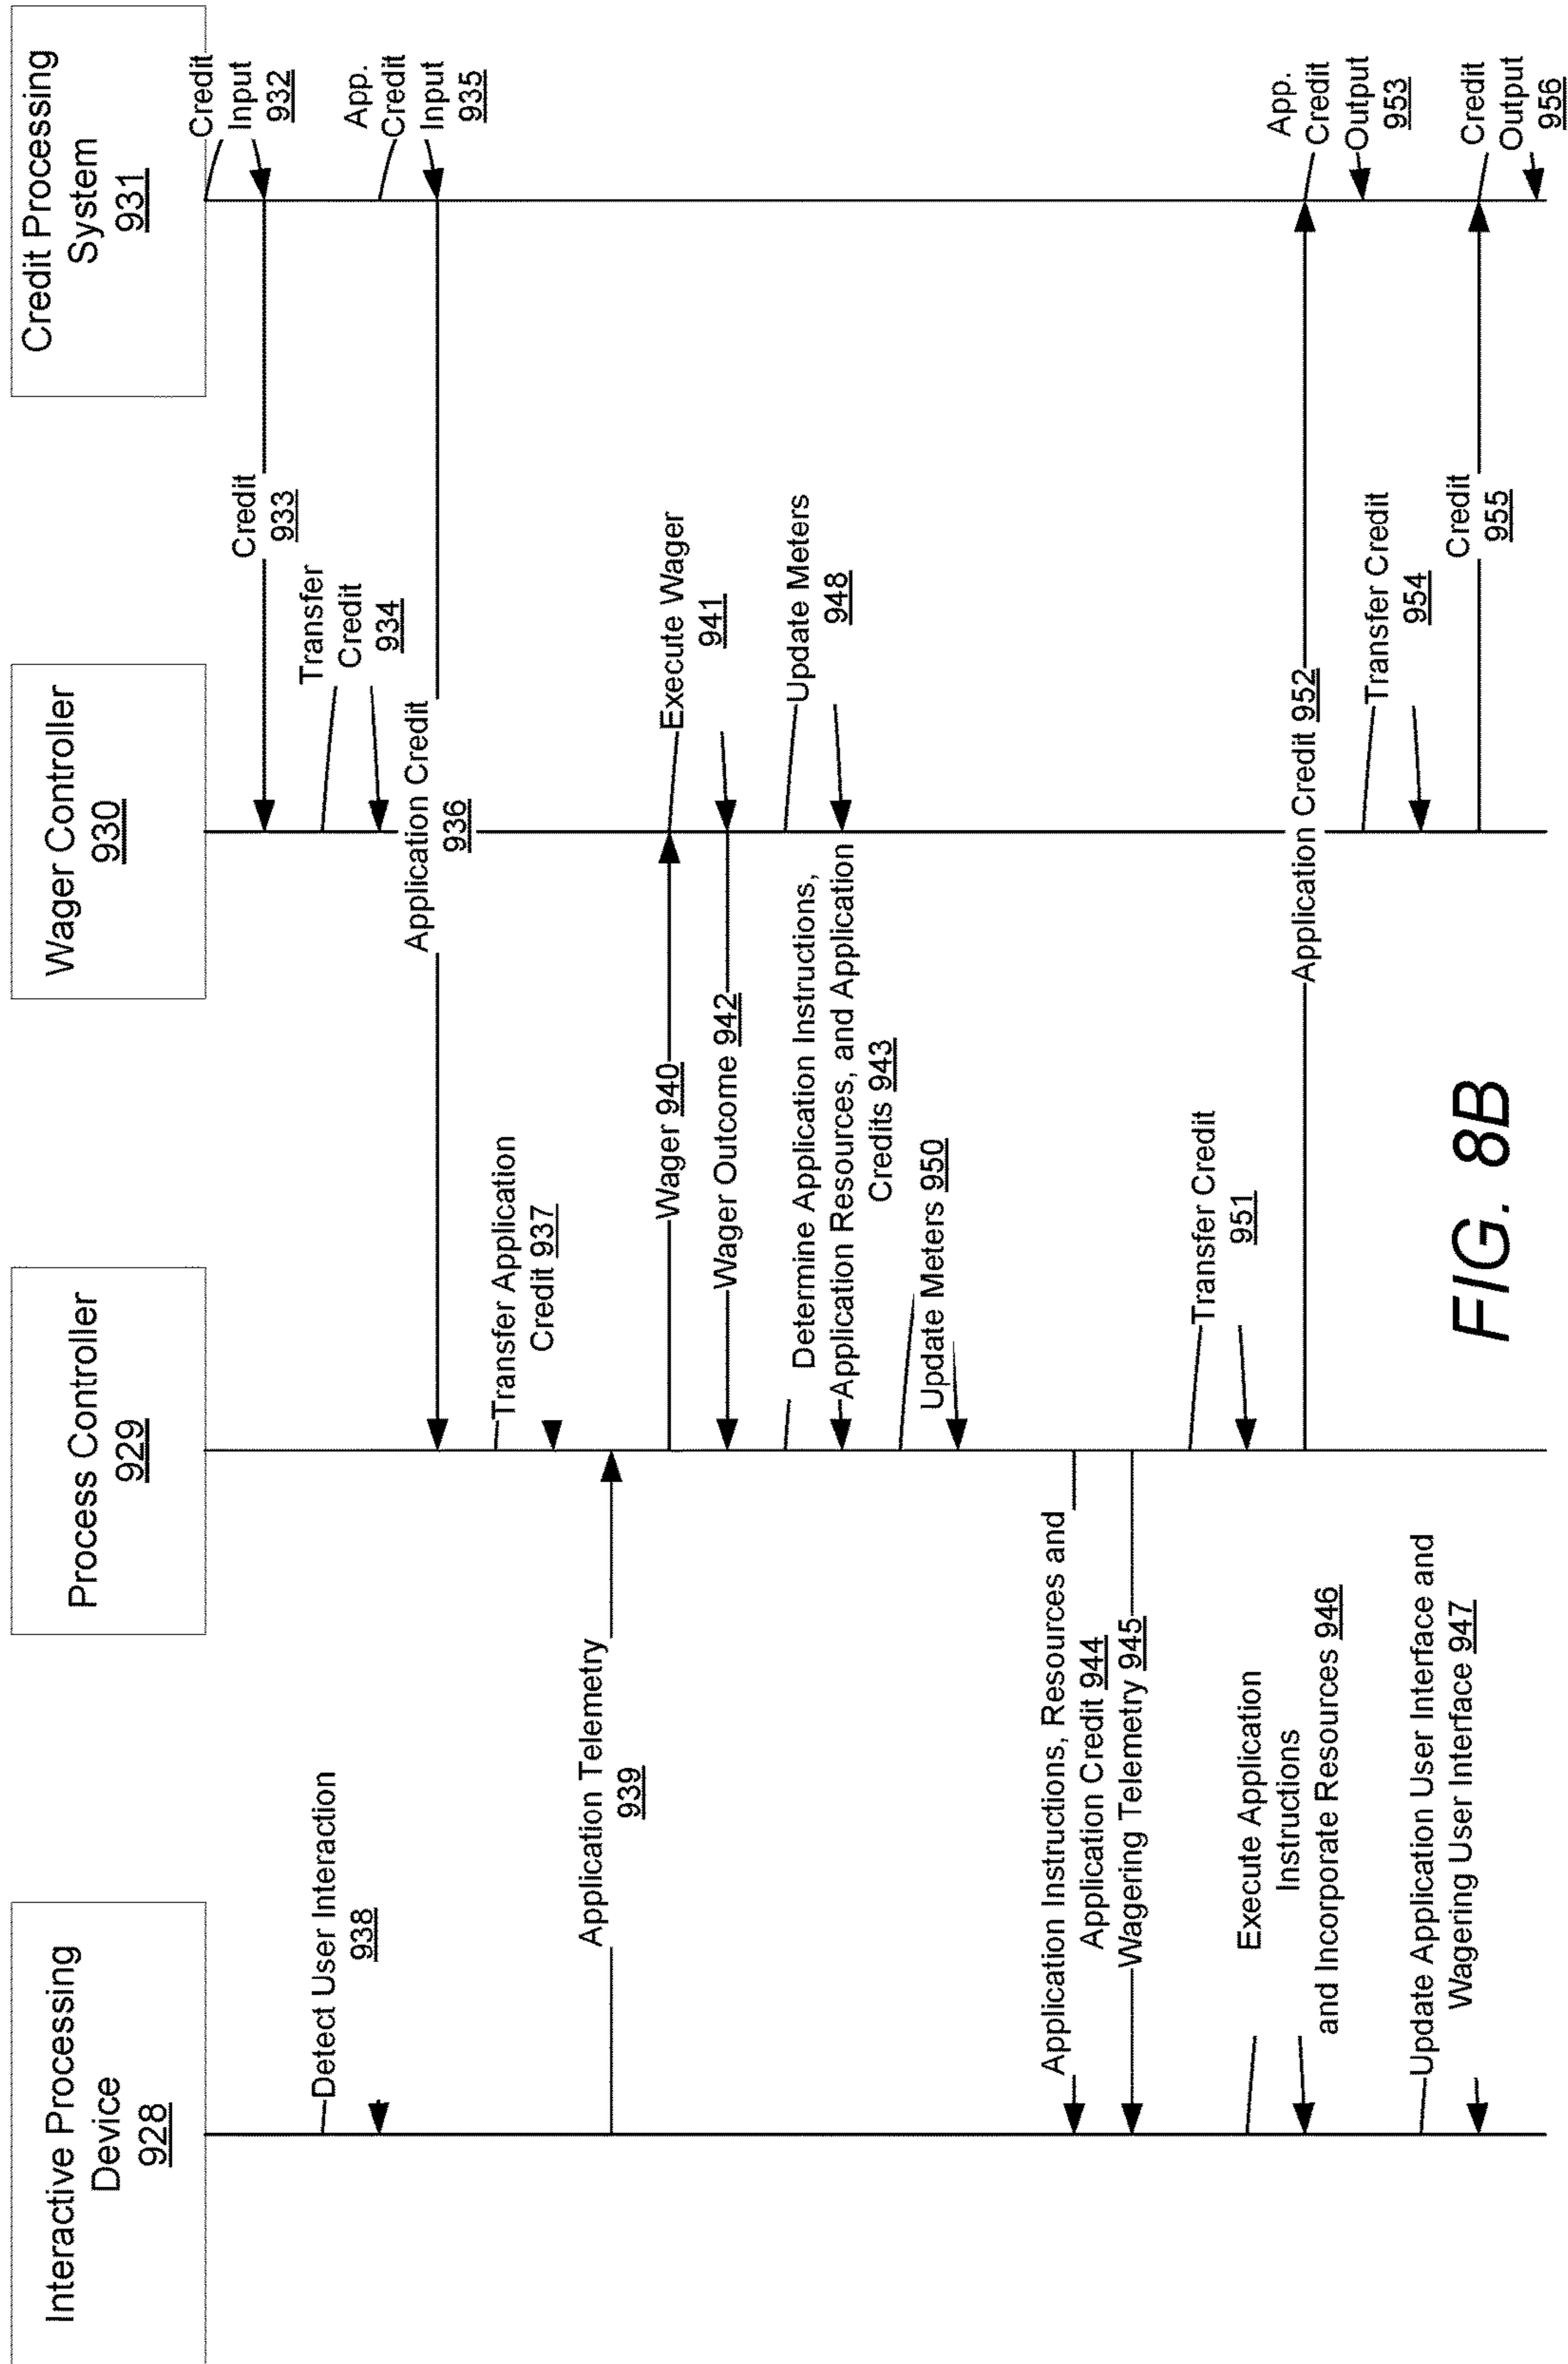 Interactive Processing
Device
928
Process Controller
929
Wager Controller
930
Credit Processing
System
931
Credit
Input
932
Credit
933
Transfer
Credit
934
Detect User Interaction
938
App.
Credit
Input
935
Application Credit
936
Transfer Application
Credit 937
Application Telemetry
939
Wager 940
Execute Wager
941
Wager Outcome 942
Determine Application Instructions,
Application Resources, and Application
Credits 943
Update Meters
948
Update Meters 950
Application Instructions, Resources and
Application Credit 944
Wagering Telemetry 945
Transfer Credit
951
Execute Application
Instructions
and Incorporate Resources 946
Application Credit 952
App.
Credit
Output
953
Transfer Credit
954
Update Application User Interface and
Wagering User Interface 947
Credit
955
Credit
Output
956
FIG. 8B